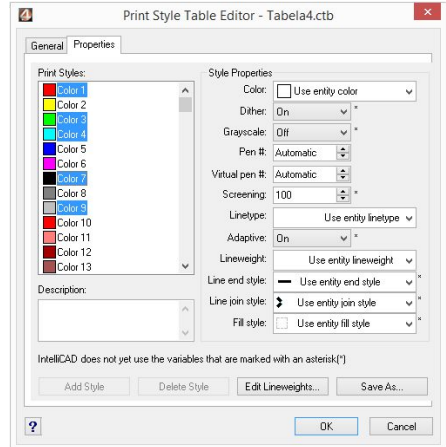 Print Style Table Editor - Tabela4.ctb
General Properties
Print Styles:
Color 1
Color 2
Color 3
Color 4
Color 5
Color 6
Color 7
Color 8
Color 9
Color 10
Color 11
Color 12
Color 13
Description:
Style Properties
Color: Use entity color
Dither: On *
Grayscale: Off *
Pen #: Automatic
Virtual pen #: Automatic
Screening: 100 *
Linetype: Use entity linetype
Adaptive: On *
Lineweight: Use entity lineweight
Line end style: Use entity end style *
Line join style: Use entity join style *
Fill style: Use entity fill style *
IntelliCAD does not yet use the variables that are marked with an asterisk(*)
Add Style Delete Style Edit Lineweights... Save As...
? OK Cancel